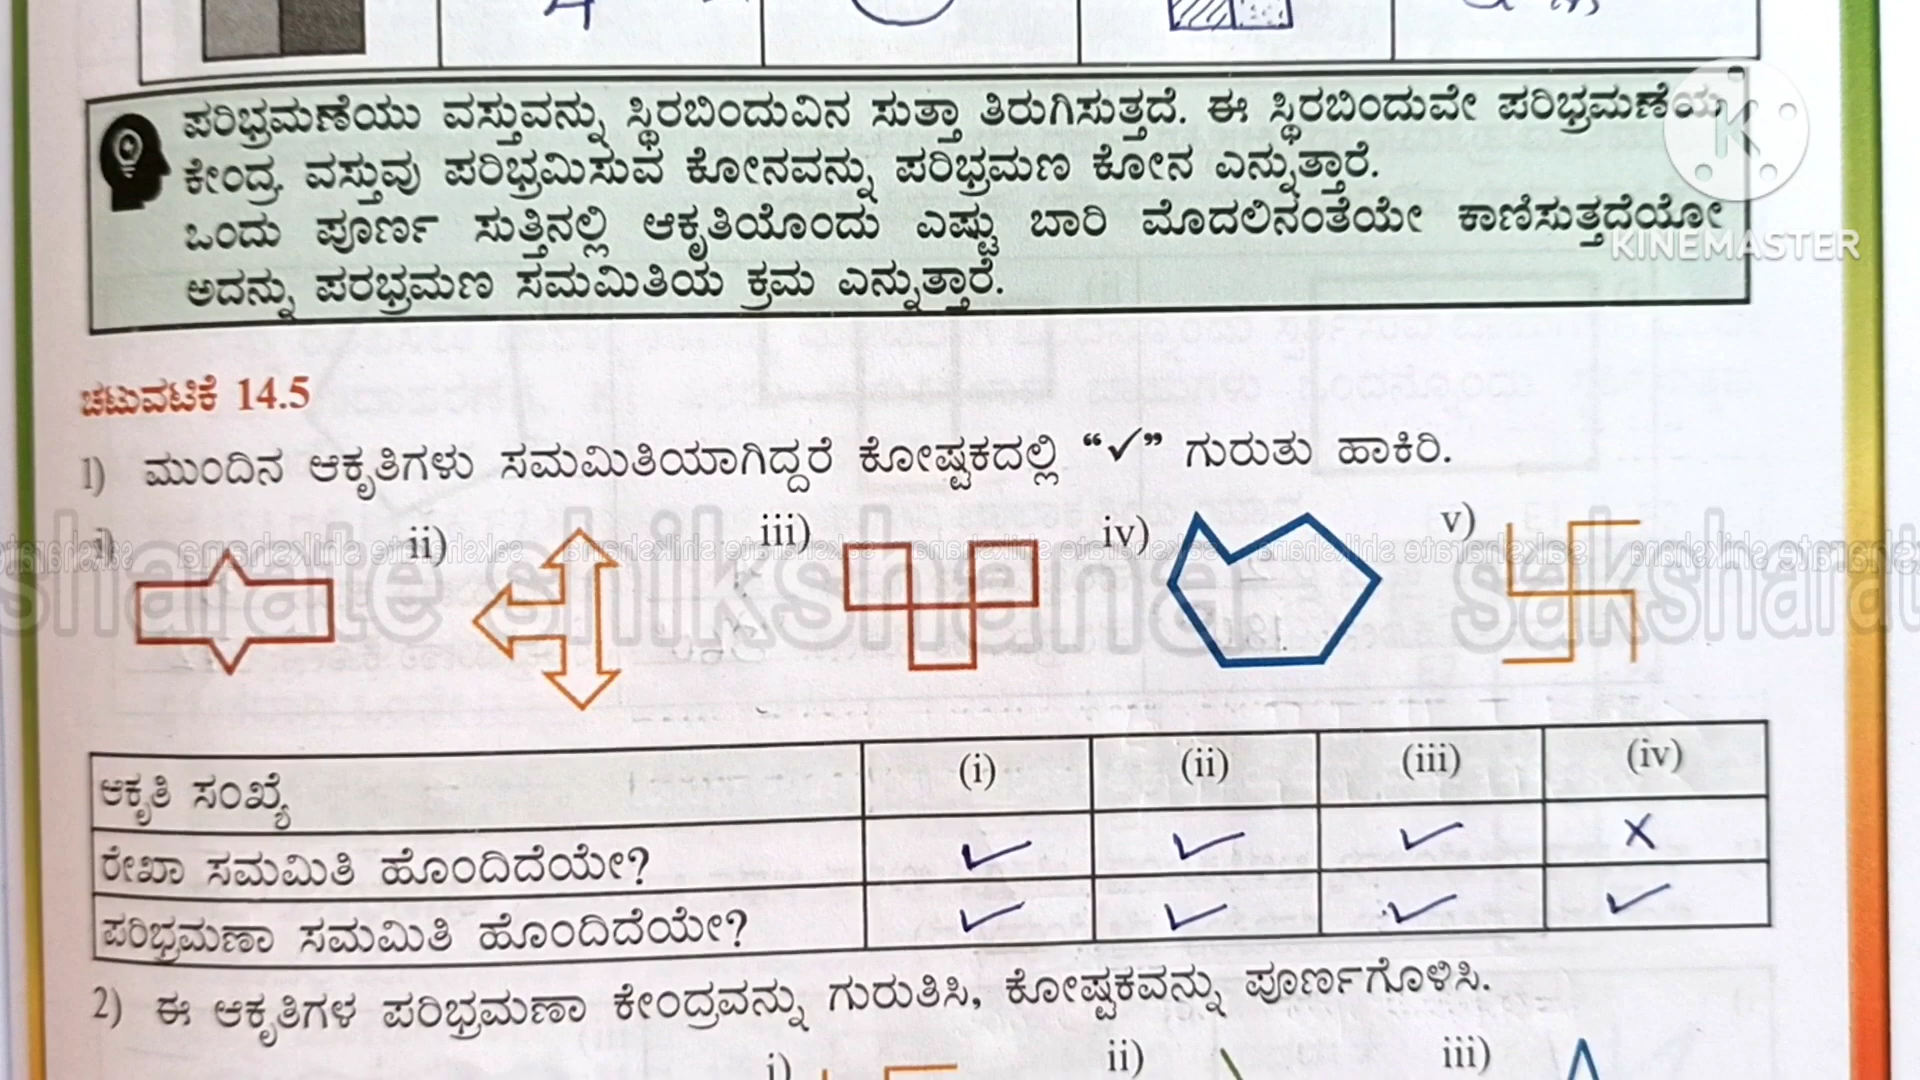 ಪರಿಭ್ರಮಣೆಯು ವಸ್ತುವನ್ನು ಸ್ಥಿರಬಿಂದುವಿನ ಸುತ್ತಾ ತಿರುಗಿಸುತ್ತದೆ. ಈ ಸ್ಥಿರಬಿಂದುವೇ ಪರಿಭ್ರಮಣೆಯ
ಕೇಂದ್ರ. ವಸ್ತುವು ಪರಿಭ್ರಮಿಸುವ ಕೋನವನ್ನು ಪರಿಭ್ರಮಣ ಕೋನ ಎನ್ನುತ್ತಾರೆ.
ಒಂದು ಪೂರ್ಣ ಸುತ್ತಿನಲ್ಲಿ ಆಕೃತಿಯೊಂದು ಎಷ್ಟು ಬಾರಿ ಮೊದಲಿನಂತೆಯೇ ಕಾಣಿಸುತ್ತದೆಯೋ
KINEMASTER
ಅದನ್ನು ಪರಭ್ರಮಣ ಸಮಮಿತಿಯ ಕ್ರಮ ಎನ್ನುತ್ತಾರೆ.
ಚಟುವಟಿಕೆ 14.5
1) ಮುಂದಿನ ಆಕೃತಿಗಳು ಸಮಮಿತಿಯಾಗಿದ್ದರೆ ಕೋಷ್ಟಕದಲ್ಲಿ “✓” ಗುರುತು ಹಾಕಿರಿ.
i) ii) iii) iv) v)
sharate shikshana saksharat
ಆಕೃತಿ ಸಂಖ್ಯೆ (i) (ii) (iii) (iv)
ರೇಖಾ ಸಮಮಿತಿ ಹೊಂದಿದೆಯೇ? ✓ ✓ ✓ ×
ಪರಿಭ್ರಮಣಾ ಸಮಮಿತಿ ಹೊಂದಿದೆಯೇ? ✓ ✓ ✓ ✓
2) ಈ ಆಕೃತಿಗಳ ಪರಿಭ್ರಮಣಾ ಕೇಂದ್ರವನ್ನು ಗುರುತಿಸಿ, ಕೋಷ್ಟಕವನ್ನು ಪೂರ್ಣಗೊಳಿಸಿ.
i) ii) iii)